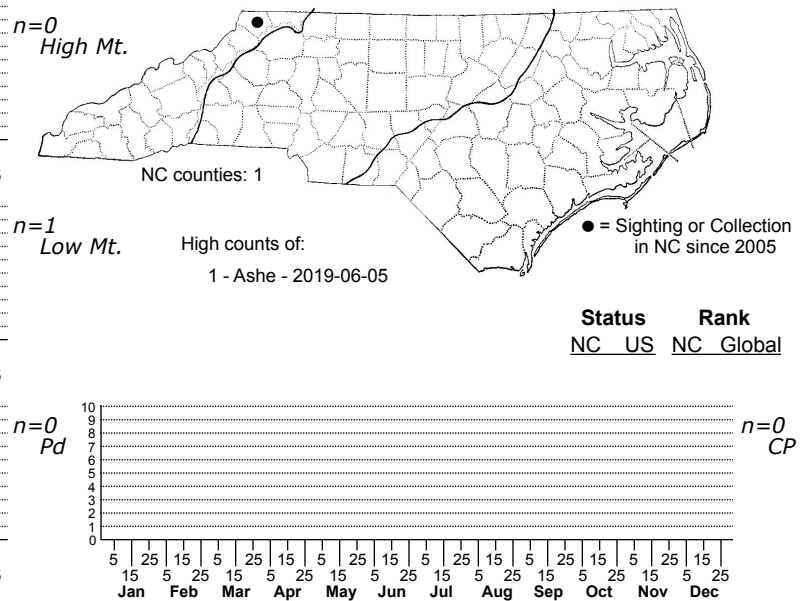 n=0
High Mt.
NC counties: 1
n=1
Low Mt.
High counts of:
1 - Ashe - 2019-06-05
● = Sighting or Collection
in NC since 2005
Status Rank
NC US NC Global
n=0
Pd
10
9
8
7
6
5
4
3
2
1
0
n=0
CP
5 25 15 5 25 15 5 25 15 5 25 15 5 25 15 5 25 15
15 5 25 15 5 25 15 5 25 15 5 25 15 5 25 15 5 25
Jan Feb Mar Apr May Jun Jul Aug Sep Oct Nov Dec